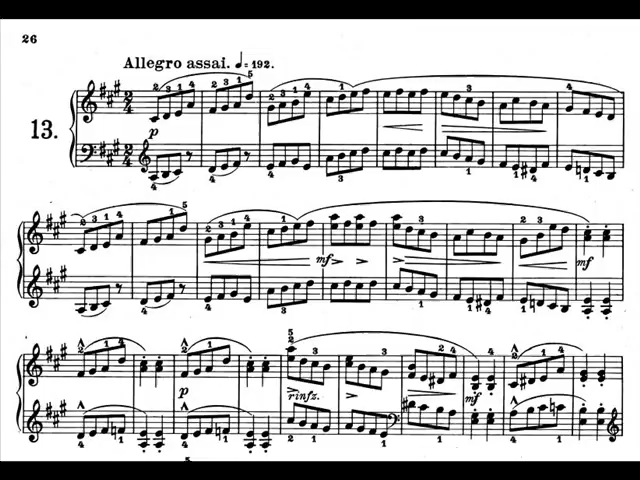 26
Allegro assai. ♩= 192.
13.
p
mf
mf
p
rinfz.
mf